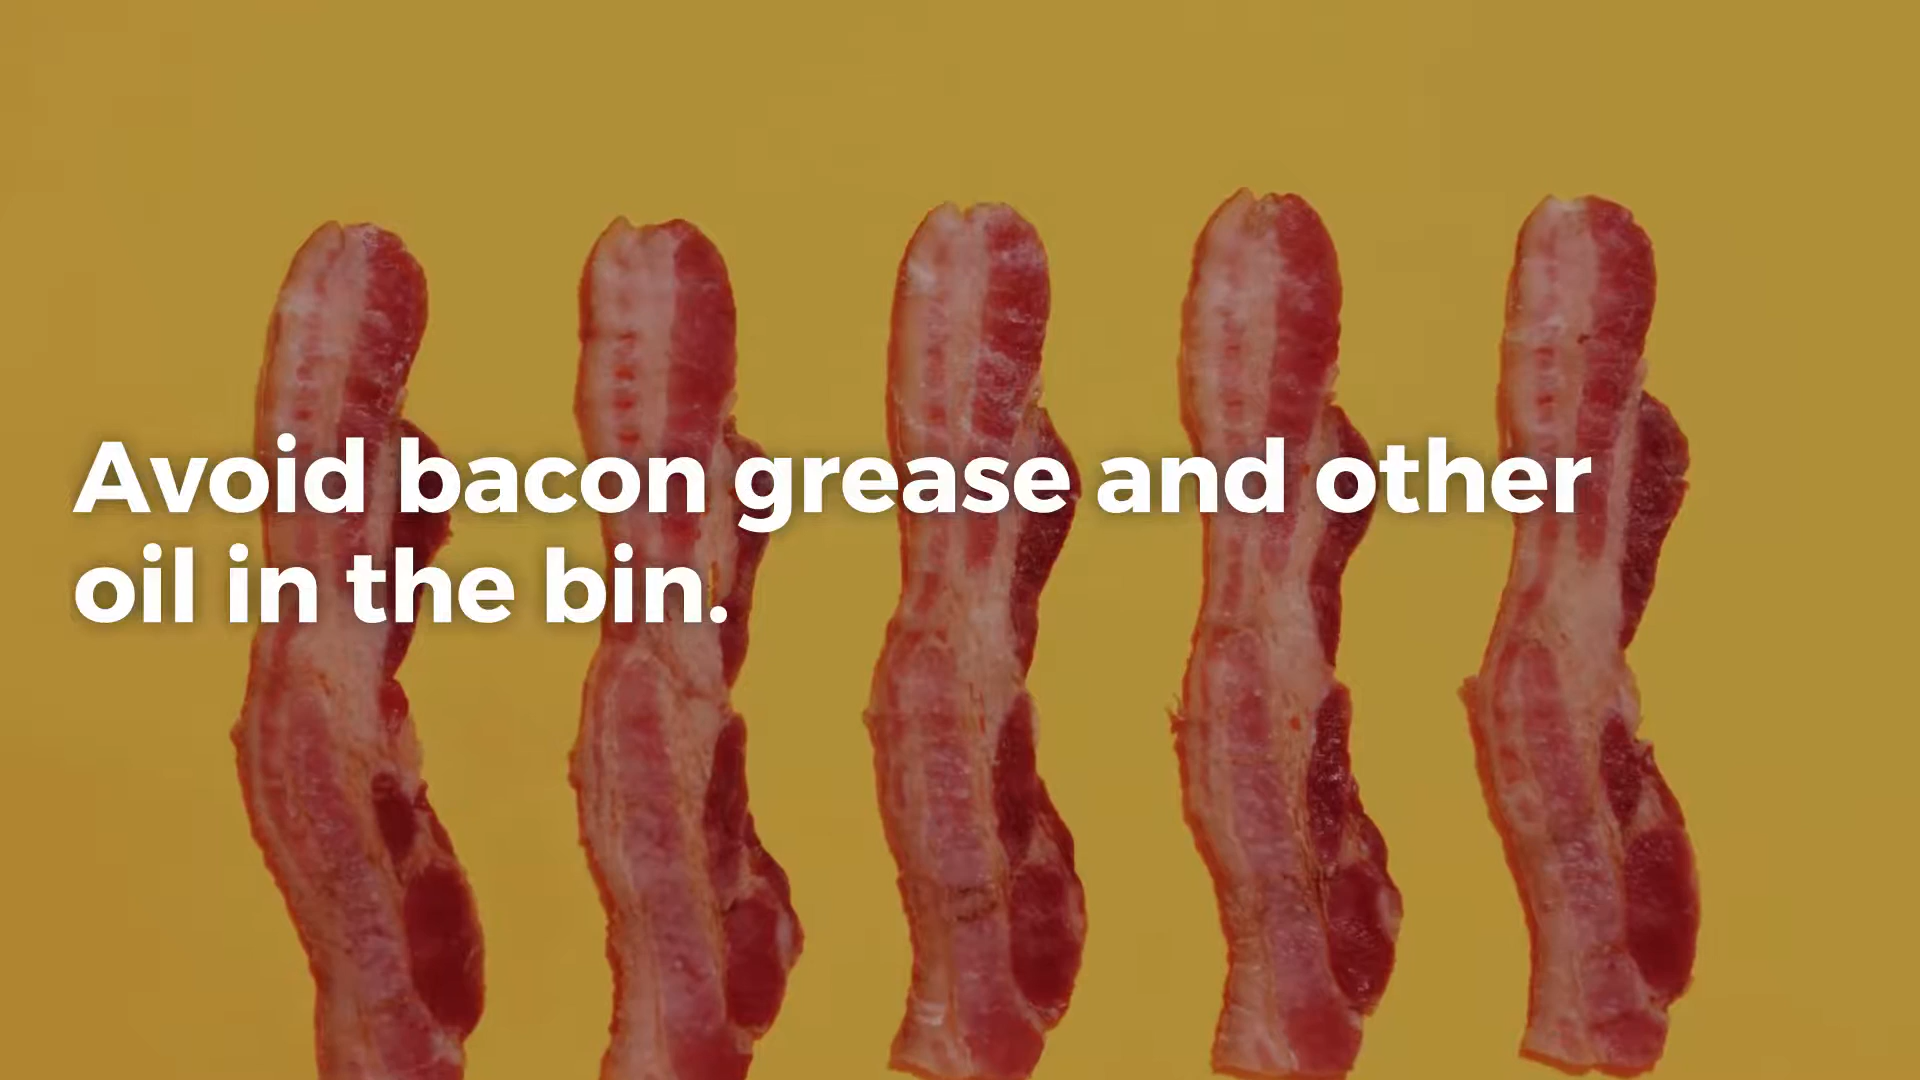 Avoid bacon grease and other
oil in the bin.